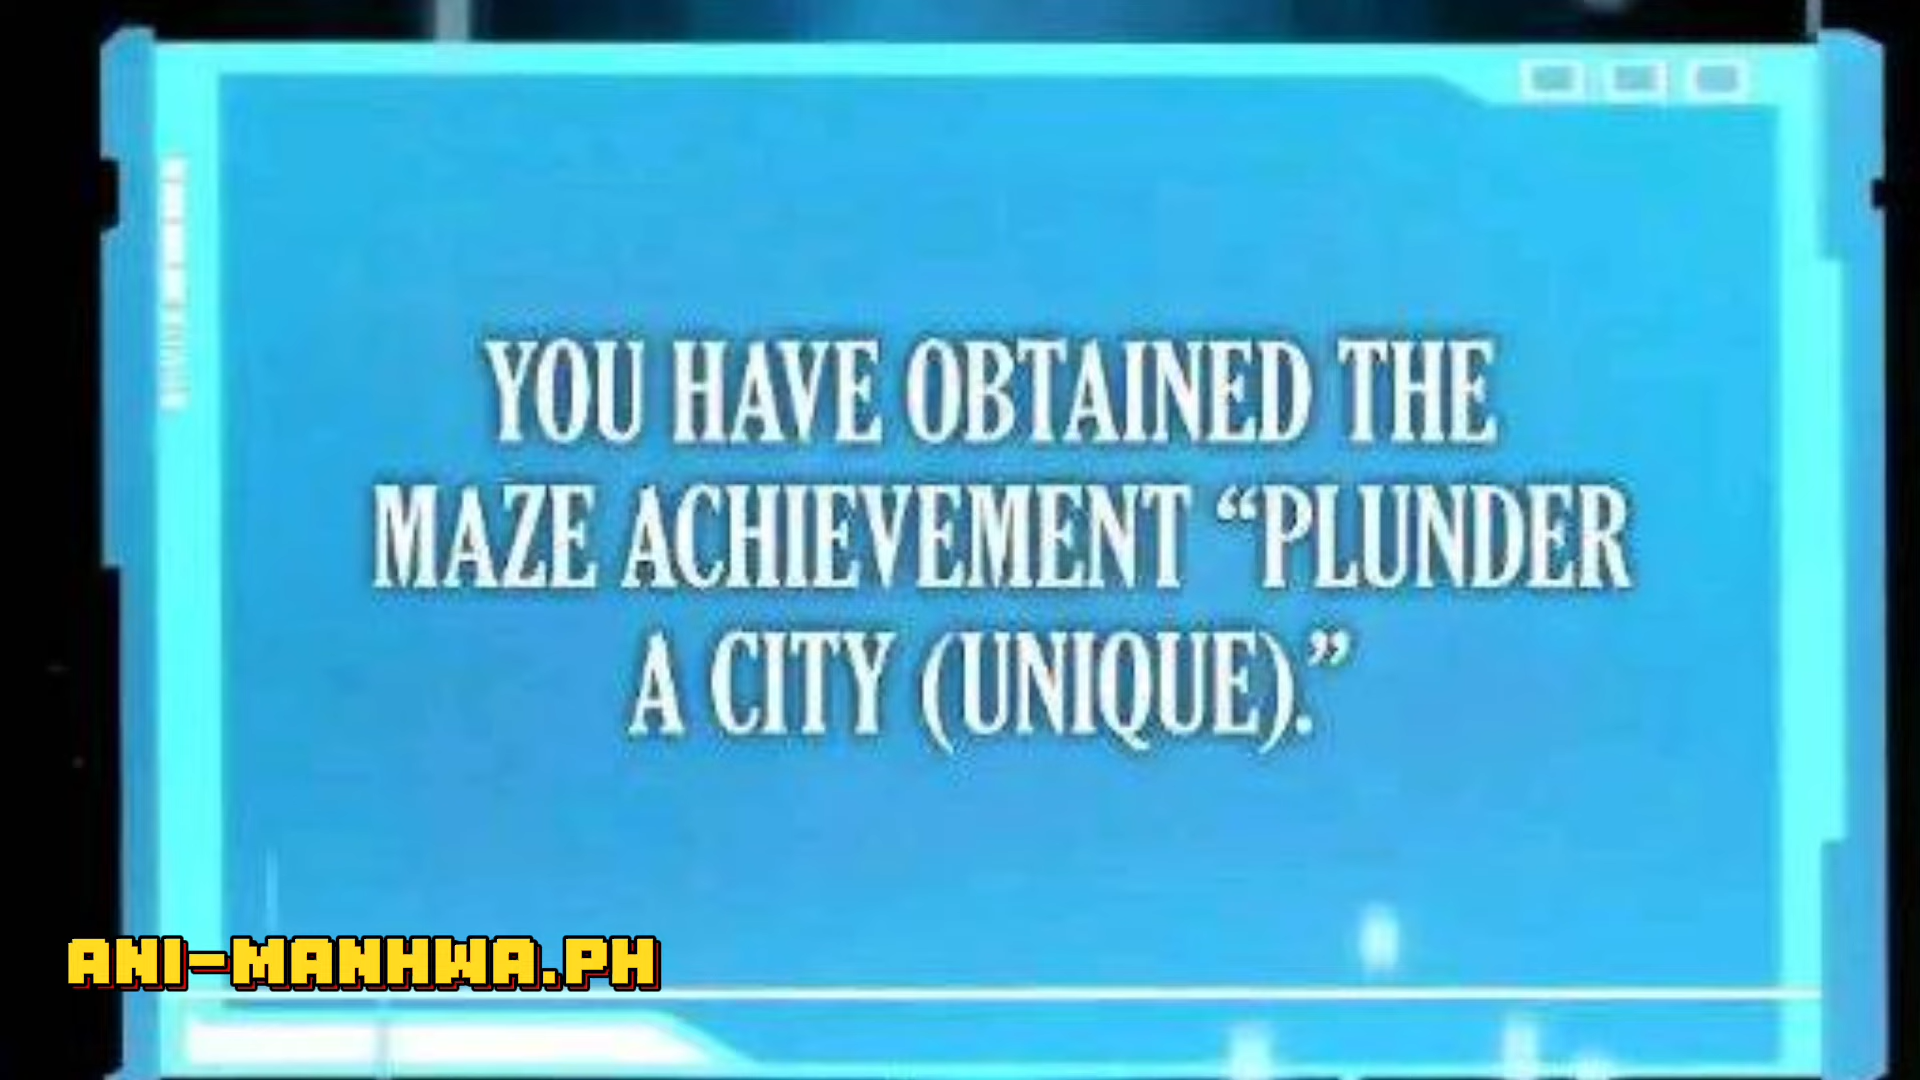 YOU HAVE OBTAINED THE
MAZE ACHIEVEMENT “PLUNDER
A CITY (UNIQUE).”
ANI-MANHWA.PH